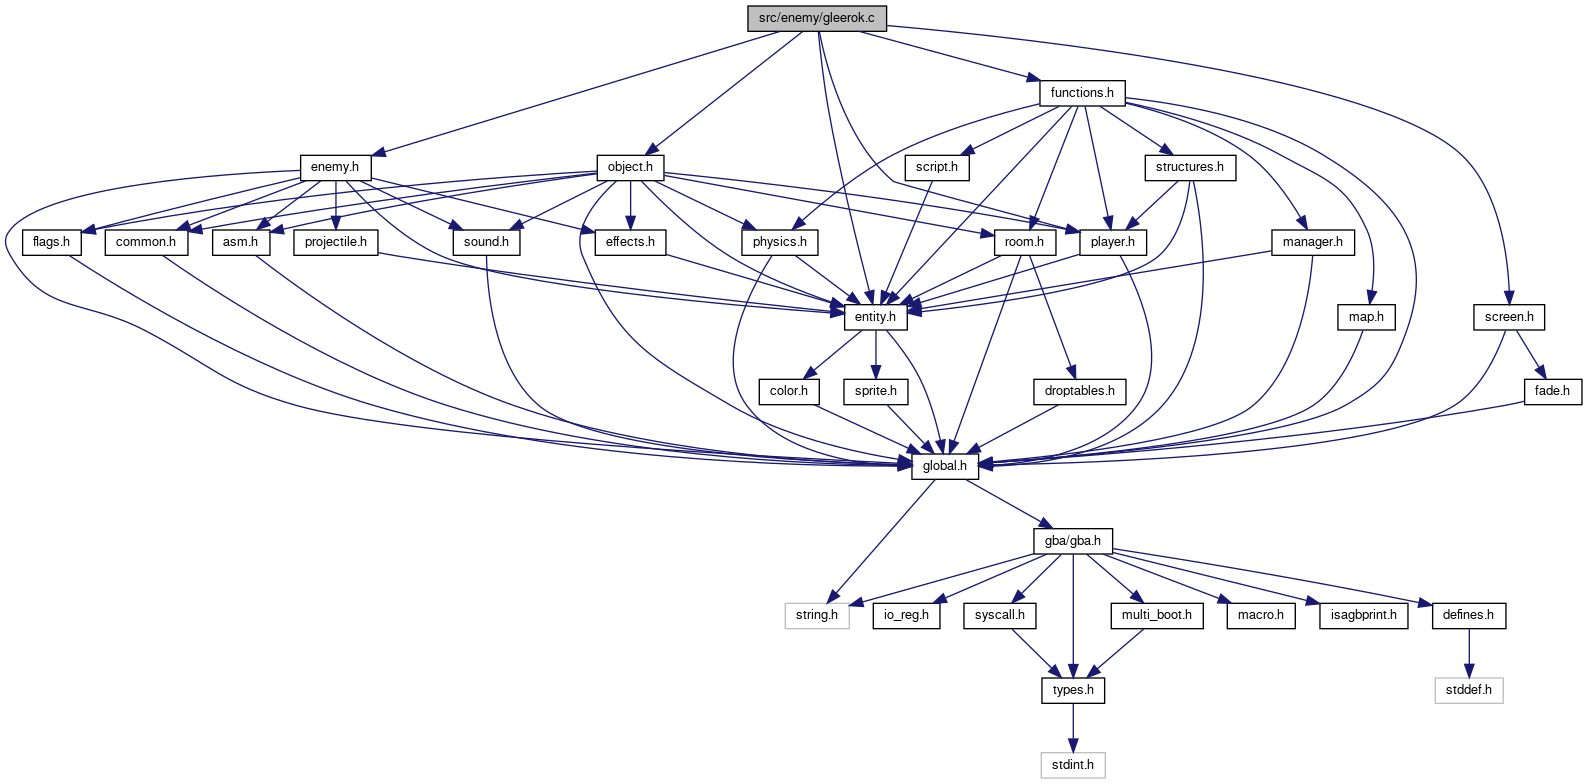 src/enemy/gleerok.c
functions.h
enemy.h
object.h
script.h
structures.h
flags.h
common.h
asm.h
projectile.h
sound.h
effects.h
physics.h
room.h
player.h
manager.h
entity.h
map.h
screen.h
color.h
sprite.h
droptables.h
fade.h
global.h
gba/gba.h
string.h
io_reg.h
syscall.h
multi_boot.h
macro.h
isagbprint.h
defines.h
types.h
stddef.h
stdint.h